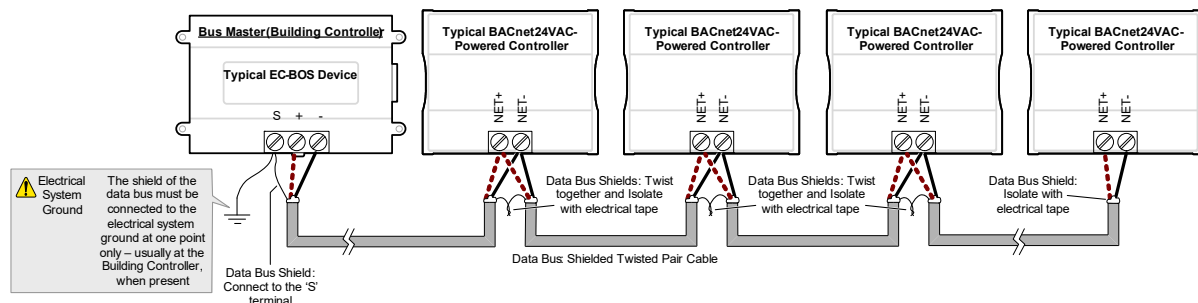 Bus Master(Building Controller)
Typical EC-BOS Device
S + -
Typical BACnet24VAC-
Powered Controller
NET+
NET-
Typical BACnet24VAC-
Powered Controller
NET+
NET-
Typical BACnet24VAC-
Powered Controller
NET+
NET-
Typical BACnet24VAC-
Powered Controller
NET+
NET-
Electrical
System
Ground
The shield of the
data bus must be
connected to the
electrical system
ground at one point
only – usually at the
Building Controller,
when present
Data Bus Shield:
Connect to the ‘S’
terminal
Data Bus Shields: Twist
together and Isolate
with electrical tape
Data Bus Shields: Twist
together and Isolate
with electrical tape
Data Bus Shield:
Isolate with
electrical tape
Data Bus Shielded Twisted Pair Cable